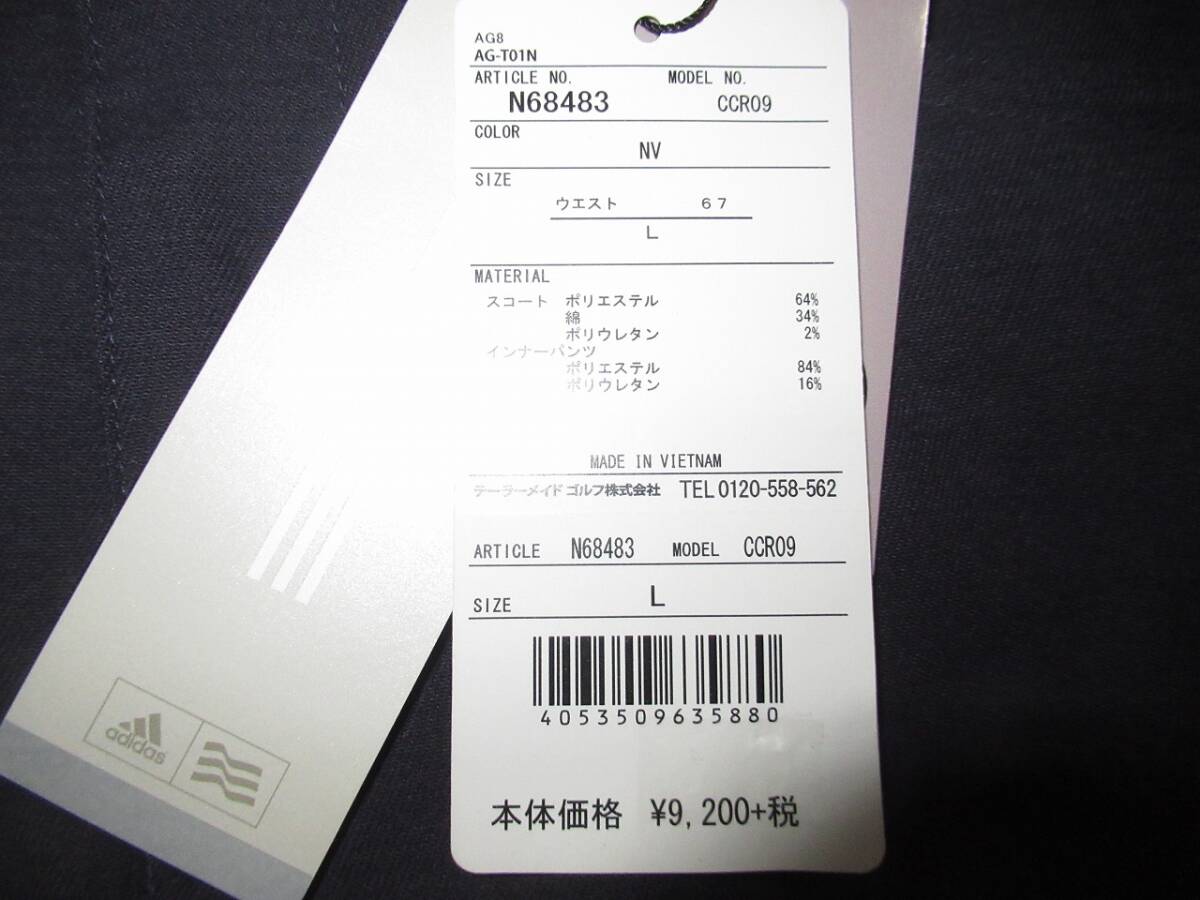 AG8
AG-T01N
ARTICLE NO. MODEL NO.
N68483 CCR09
COLOR
NV
SIZE
ウエスト 67
L
MATERIAL
スコート ポリエステル 64%
綿 34%
ポリウレタン 2%
インナーパンツ
ポリエステル 84%
ポリウレタン 16%
MADE IN VIETNAM
テーラーメイド ゴルフ株式会社 TEL 0120-558-562
ARTICLE N68483 MODEL CCR09
SIZE L
4053509635880
本体価格 ¥9,200+税
adidas